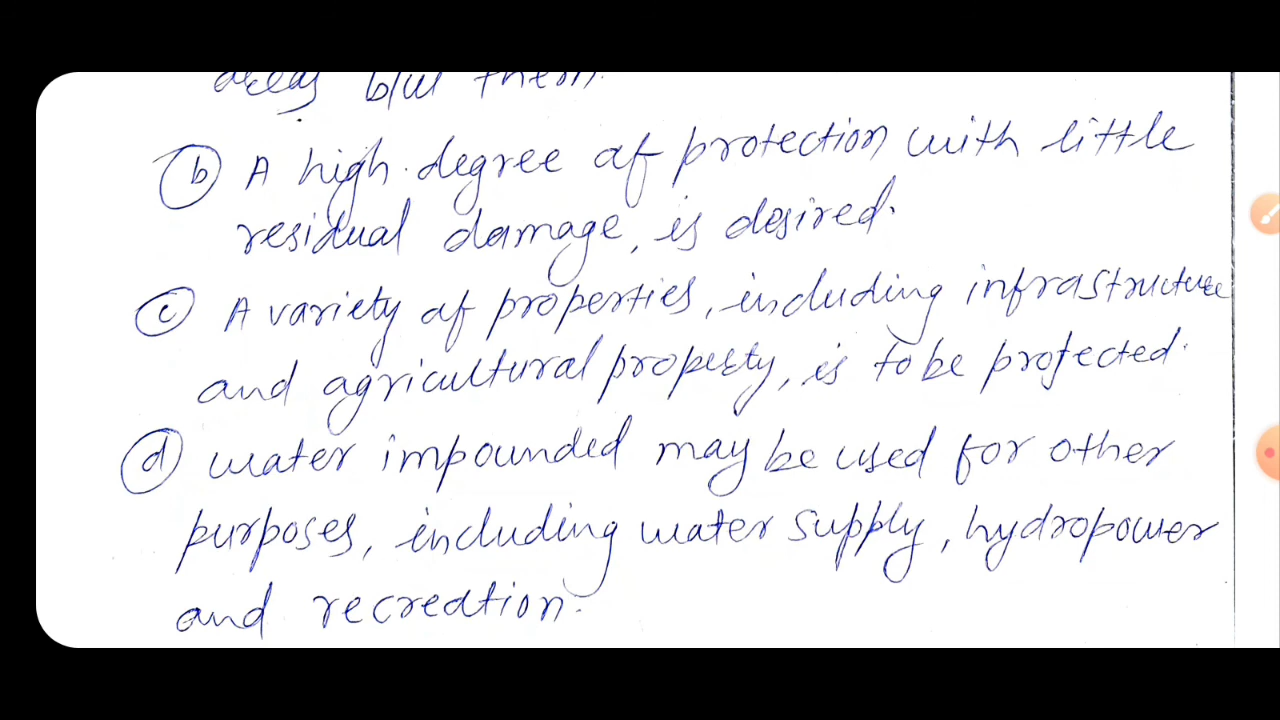 b/w them.
(b) A high degree of protection with little
residual damage, is desired.
(c) A variety of properties, including infrastructure
and agricultural property, is to be protected.
(d) water impounded may be used for other
purposes, including water supply, hydropower
and recreation.